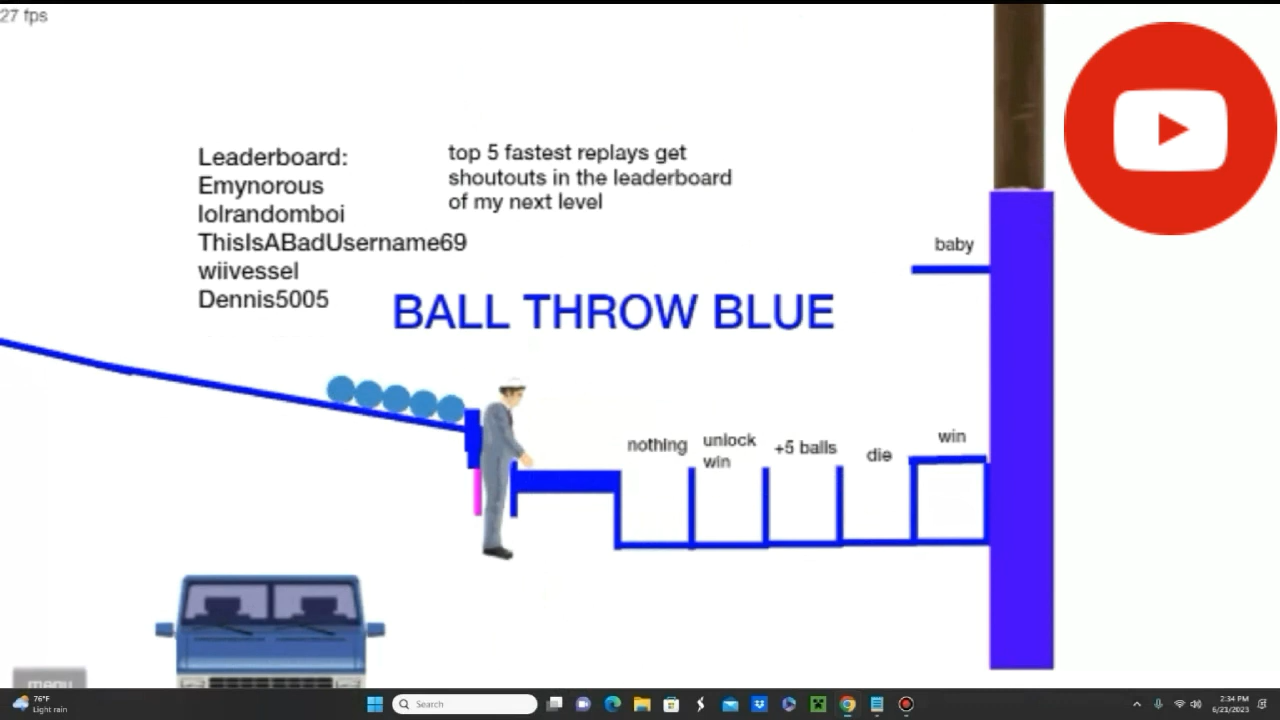 27 fps
Leaderboard:
Emynorous
lolrandomboi
ThisIsABadUsername69
wiivessel
Dennis5005
top 5 fastest replays get
shoutouts in the leaderboard
of my next level
BALL THROW BLUE
baby
nothing
unlock
win
+5 balls
die
win
menu
76°F
Light rain
Search
2:34 PM
6/21/2023